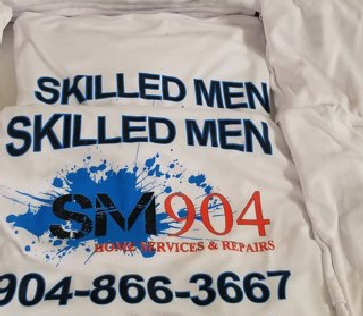 SKILLED MEN
SKILLED MEN
SM904
HOME SERVICES & REPAIRS
904-866-3667